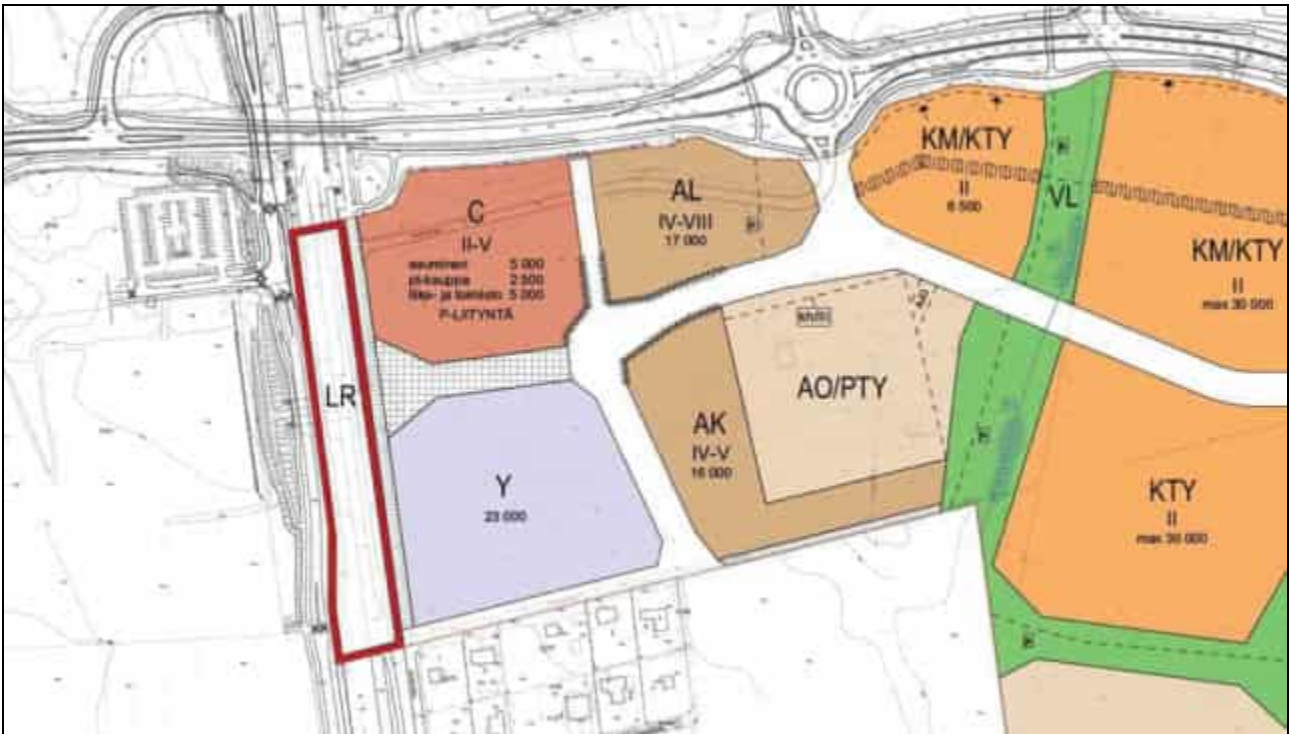 KM/KTY
II
6 500
VL
KM/KTY
II
max 30 000
C
II-V
asuminen 5 000
pt-kauppa 2 500
liike- ja toimisto 5 000
P-LIITYNTÄ
AL
IV-VIII
17 000
LR
AO/PTY
AK
IV-V
16 000
Y
23 000
KTY
II
max 30 000